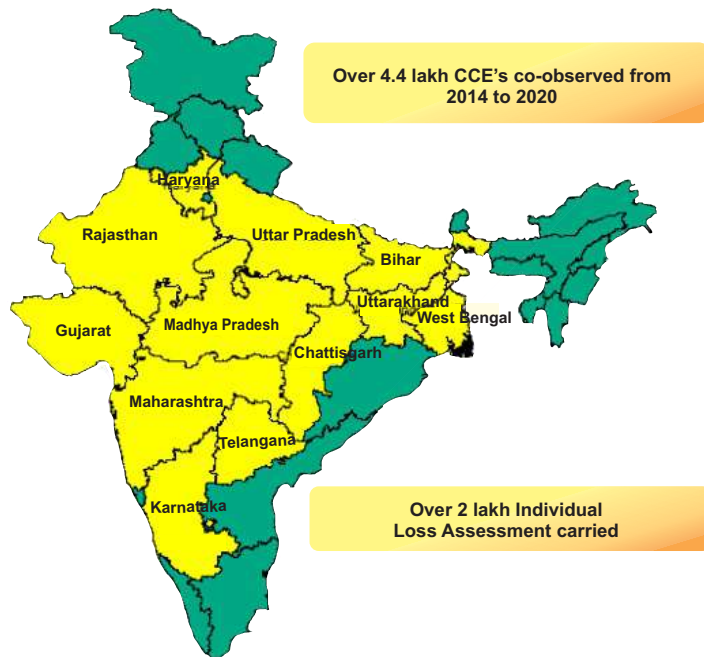 Over 4.4 lakh CCE's co-observed from
2014 to 2020
Haryana
Rajasthan
Uttar Pradesh
Bihar
Uttarakhand
West Bengal
Gujarat
Madhya Pradesh
Chattisgarh
Maharashtra
Telangana
Karnataka
Over 2 lakh Individual
Loss Assessment carried